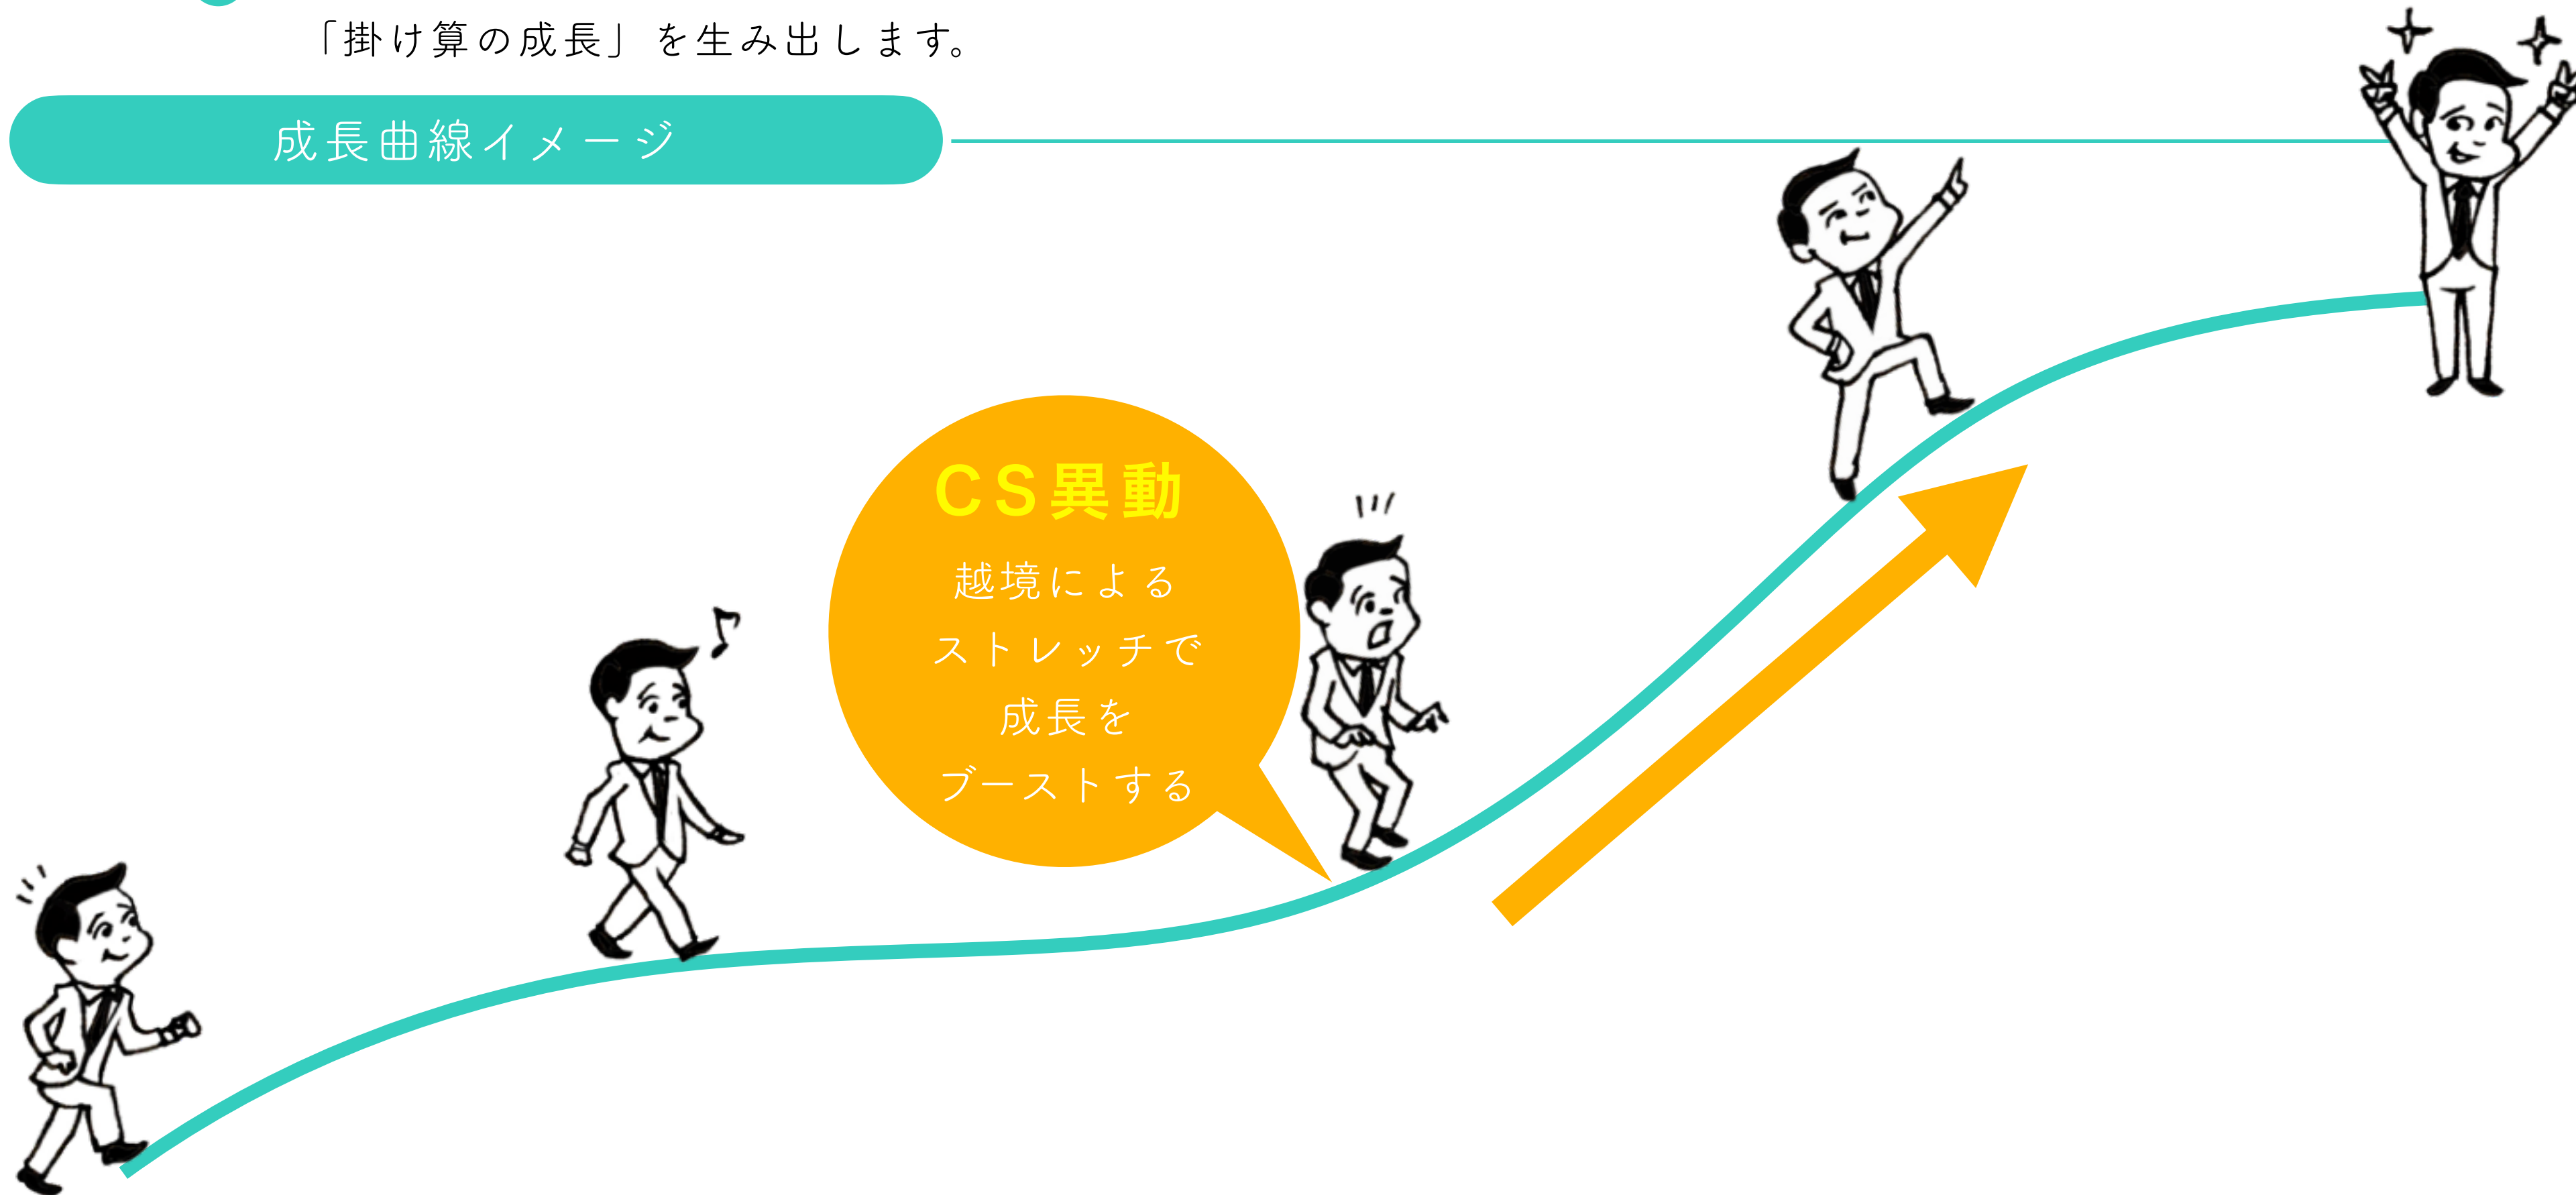 「掛け算の成長」を生み出します。
成長曲線イメージ
CS異動
越境による
ストレッチで
成長を
ブーストする